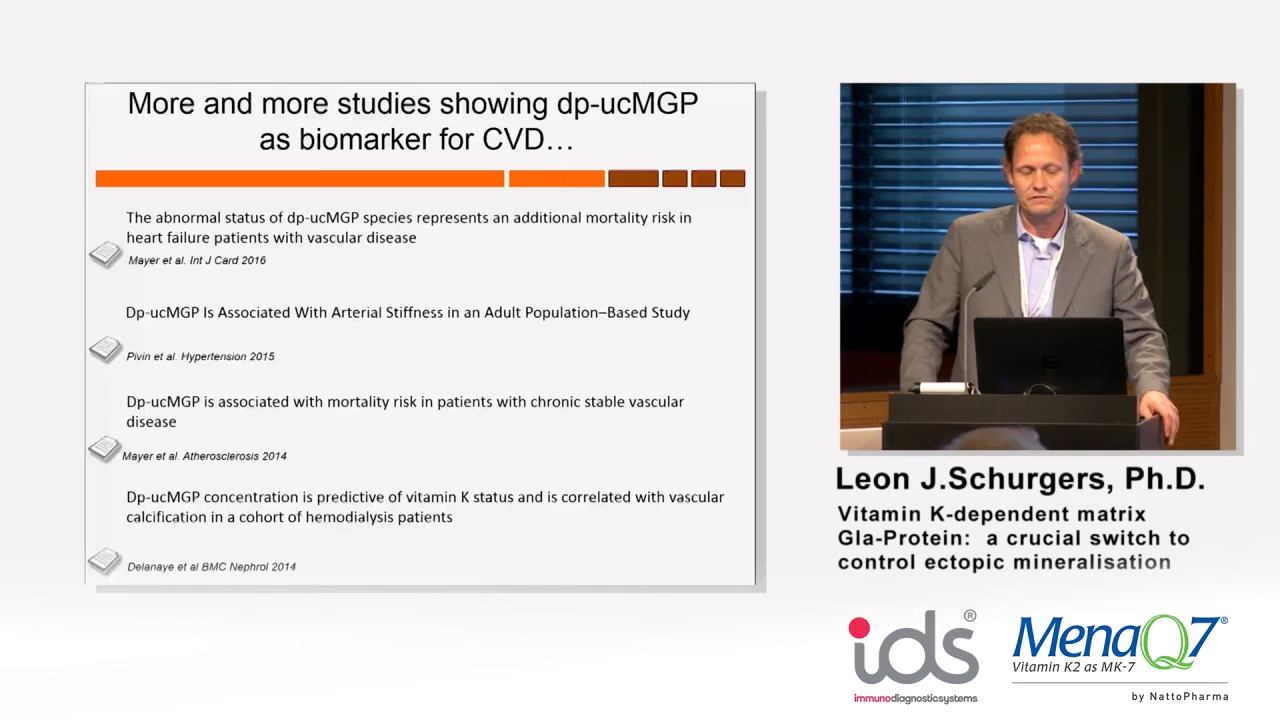 More and more studies showing dp-ucMGP
as biomarker for CVD…
The abnormal status of dp-ucMGP species represents an additional mortality risk in
heart failure patients with vascular disease
Mayer et al. Int J Card 2016
Dp-ucMGP Is Associated With Arterial Stiffness in an Adult Population–Based Study
Pivin et al. Hypertension 2015
Dp-ucMGP is associated with mortality risk in patients with chronic stable vascular
disease
Mayer et al. Atherosclerosis 2014
Dp-ucMGP concentration is predictive of vitamin K status and is correlated with vascular
calcification in a cohort of hemodialysis patients
Delanaye et al BMC Nephrol 2014
Leon J.Schurgers, Ph.D.
Vitamin K-dependent matrix
Gla-Protein: a crucial switch to
control ectopic mineralisation
ids®
immunodiagnosticsystems
MenaQ7®
Vitamin K2 as MK-7
by NattoPharma